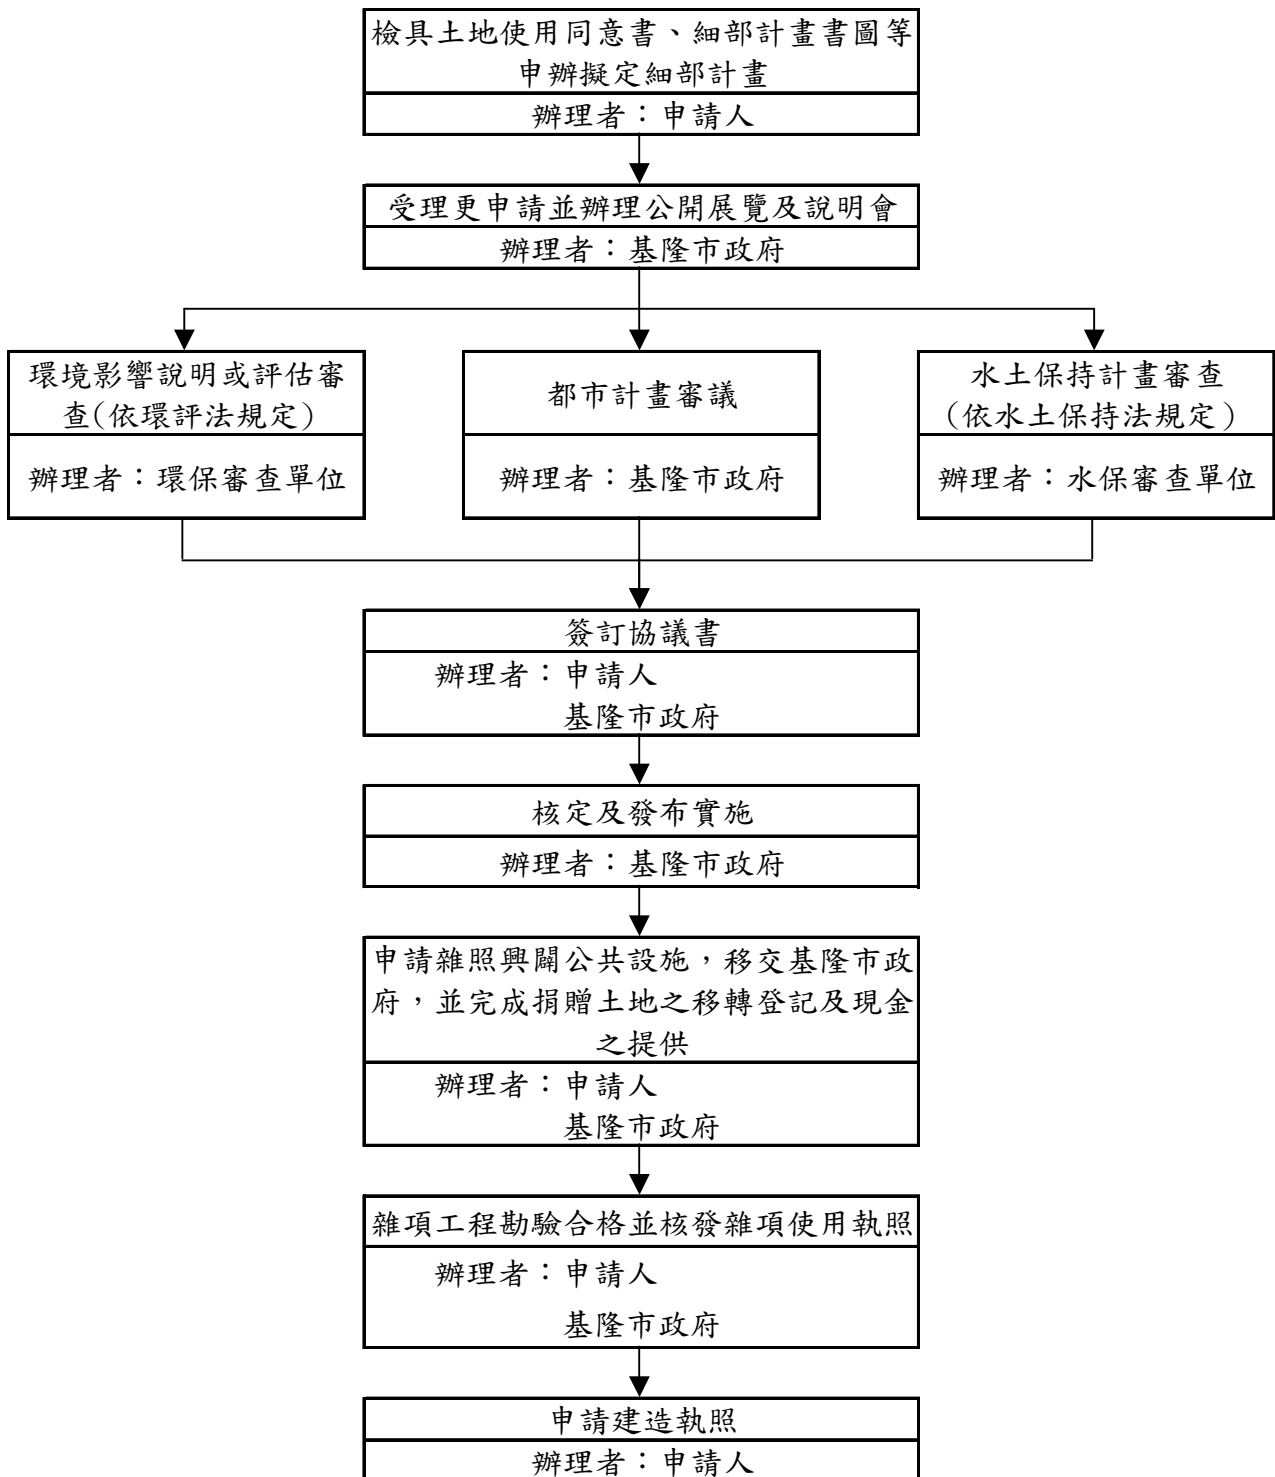 檢具土地使用同意書、細部計畫書圖等
申辦擬定細部計畫
辦理者：申請人
受理更申請並辦理公開展覽及說明會
辦理者：基隆市政府
環境影響說明或評估審
查(依環評法規定)
辦理者：環保審查單位
都市計畫審議
辦理者：基隆市政府
水土保持計畫審查
(依水土保持法規定)
辦理者：水保審查單位
簽訂協議書
辦理者：申請人
基隆市政府
核定及發布實施
辦理者：基隆市政府
申請雜照興闢公共設施，移交基隆市政
府，並完成捐贈土地之移轉登記及現金
之提供
辦理者：申請人
基隆市政府
雜項工程勘驗合格並核發雜項使用執照
辦理者：申請人
基隆市政府
申請建造執照
辦理者：申請人